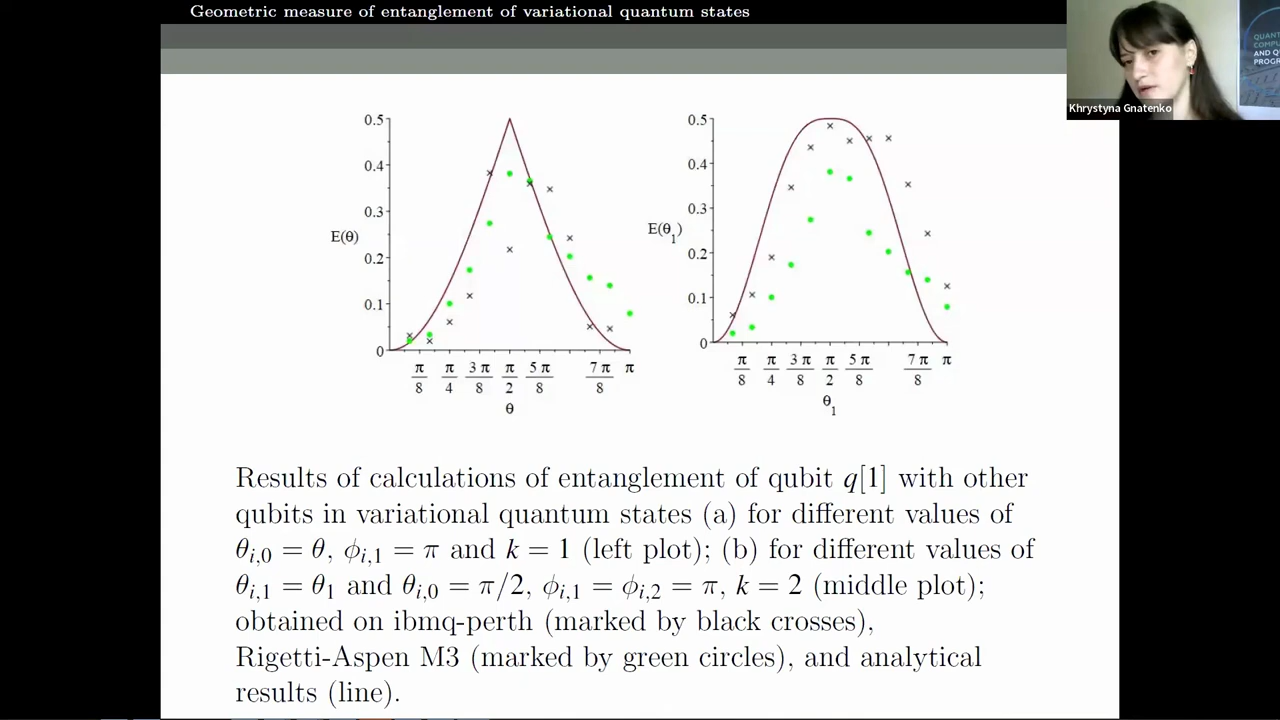 Geometric measure of entanglement of variational quantum states
QUANT
COMPU
AND QU
PROGR
Khrystyna Gnatenko
0.5
0.4
0.3
E(θ)
0.2
0.1
0
π/8 π/4 3π/8 π/2 5π/8 7π/8 π
θ
0.5
0.4
0.3
E(θ₁)
0.2
0.1
0
π/8 π/4 3π/8 π/2 5π/8 7π/8 π
θ₁
Results of calculations of entanglement of qubit q[1] with other
qubits in variational quantum states (a) for different values of
θᵢ,₀ = θ, ϕᵢ,₁ = π and k = 1 (left plot); (b) for different values of
θᵢ,₁ = θ₁ and θᵢ,₀ = π/2, ϕᵢ,₁ = ϕᵢ,₂ = π, k = 2 (middle plot);
obtained on ibmq-perth (marked by black crosses),
Rigetti-Aspen M3 (marked by green circles), and analytical
results (line).